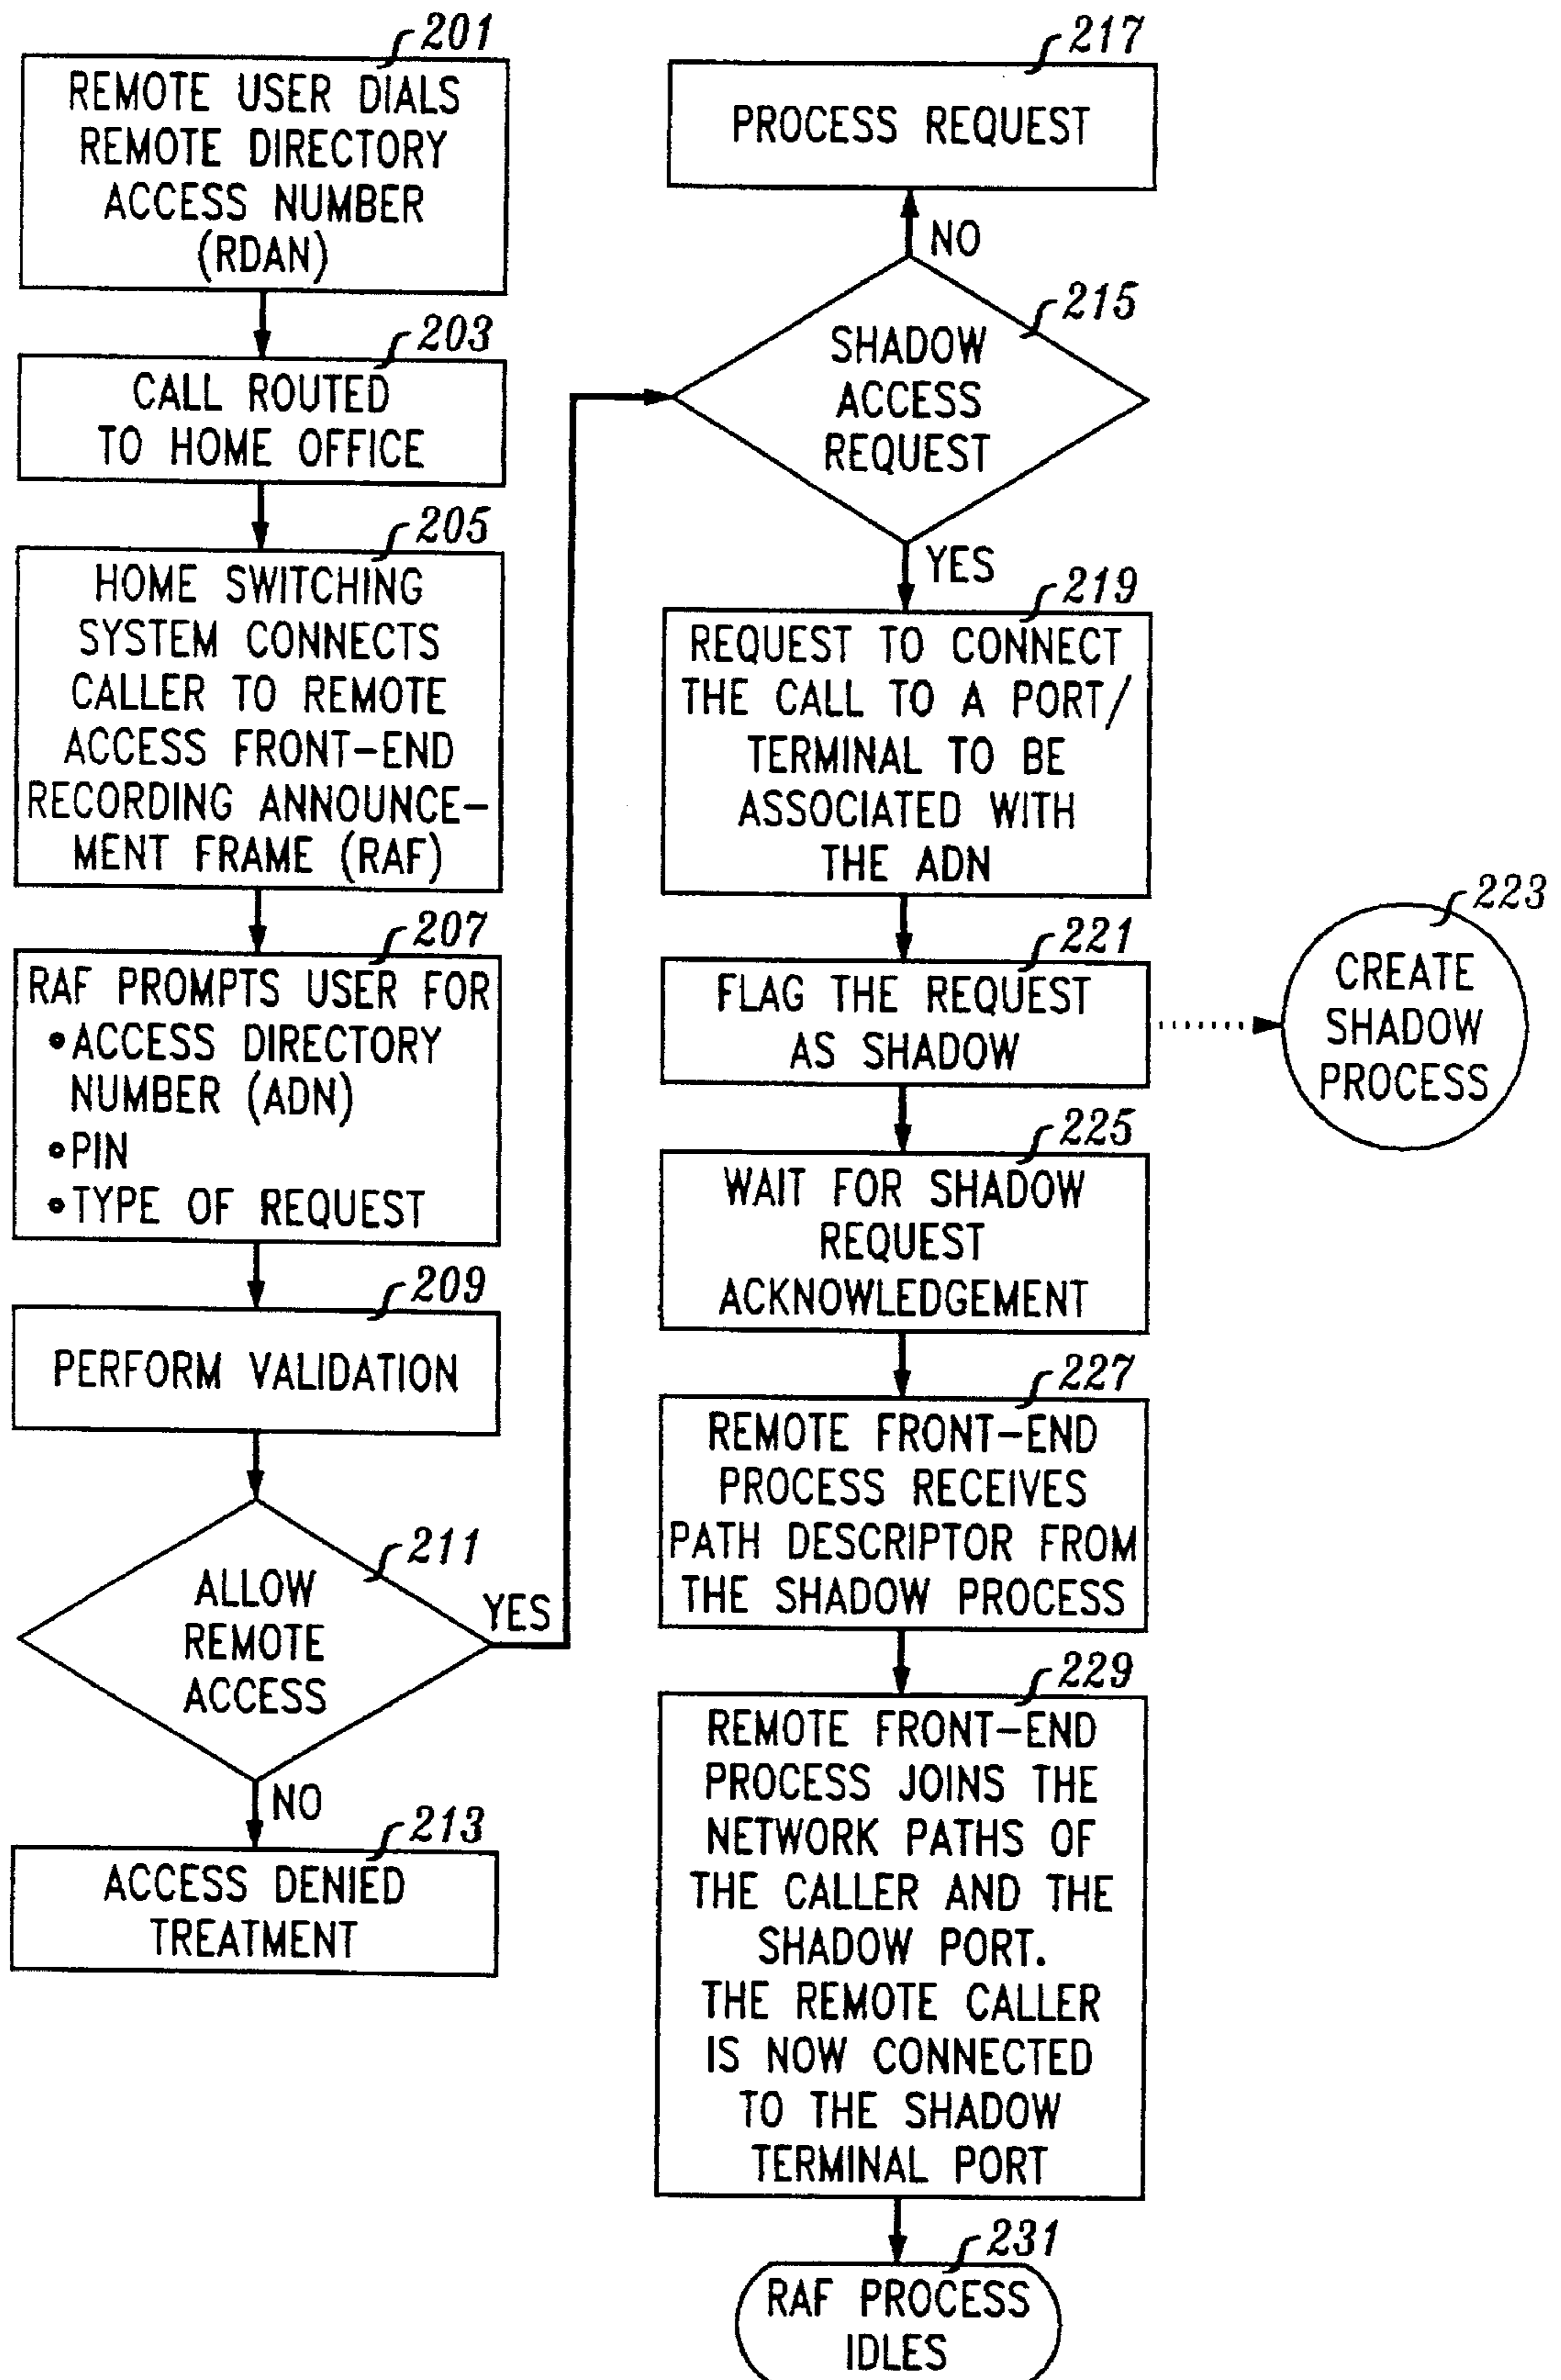 201
REMOTE USER DIALS
REMOTE DIRECTORY
ACCESS NUMBER
(RDAN)
203
CALL ROUTED
TO HOME OFFICE
205
HOME SWITCHING
SYSTEM CONNECTS
CALLER TO REMOTE
ACCESS FRONT-END
RECORDING ANNOUNCE-
MENT FRAME (RAF)
207
RAF PROMPTS USER FOR
•ACCESS DIRECTORY
NUMBER (ADN)
•PIN
•TYPE OF REQUEST
209
PERFORM VALIDATION
211
ALLOW
REMOTE
ACCESS
YES
NO
213
ACCESS DENIED
TREATMENT
217
PROCESS REQUEST
NO
215
SHADOW
ACCESS
REQUEST
YES
219
REQUEST TO CONNECT
THE CALL TO A PORT/
TERMINAL TO BE
ASSOCIATED WITH
THE ADN
221
FLAG THE REQUEST
AS SHADOW
223
CREATE
SHADOW
PROCESS
225
WAIT FOR SHADOW
REQUEST
ACKNOWLEDGEMENT
227
REMOTE FRONT-END
PROCESS RECEIVES
PATH DESCRIPTOR FROM
THE SHADOW PROCESS
229
REMOTE FRONT-END
PROCESS JOINS THE
NETWORK PATHS OF
THE CALLER AND THE
SHADOW PORT.
THE REMOTE CALLER
IS NOW CONNECTED
TO THE SHADOW
TERMINAL PORT
231
RAF PROCESS
IDLES